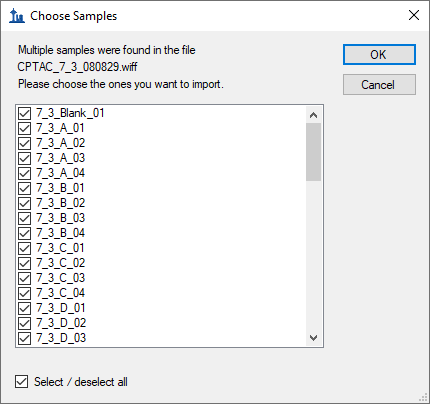 Choose Samples
Multiple samples were found in the file
CPTAC_7_3_080829.wiff
Please choose the ones you want to import.
OK
Cancel
7_3_Blank_01
7_3_A_01
7_3_A_02
7_3_A_03
7_3_A_04
7_3_B_01
7_3_B_02
7_3_B_03
7_3_B_04
7_3_C_01
7_3_C_02
7_3_C_03
7_3_C_04
7_3_D_01
7_3_D_02
7_3_D_03
Select / deselect all